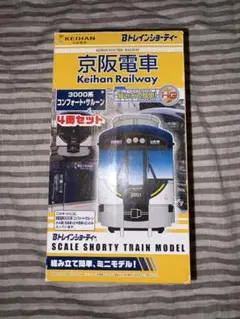 KEIHAN
Bトレインショーティー
京阪電車
Keihan Railway
3000系
コンフォート・サルーン
4両セット
HG
3001
Bトレインショーティー
SCALE SHORTY TRAIN MODEL
組み立て簡単、ミニモデル!